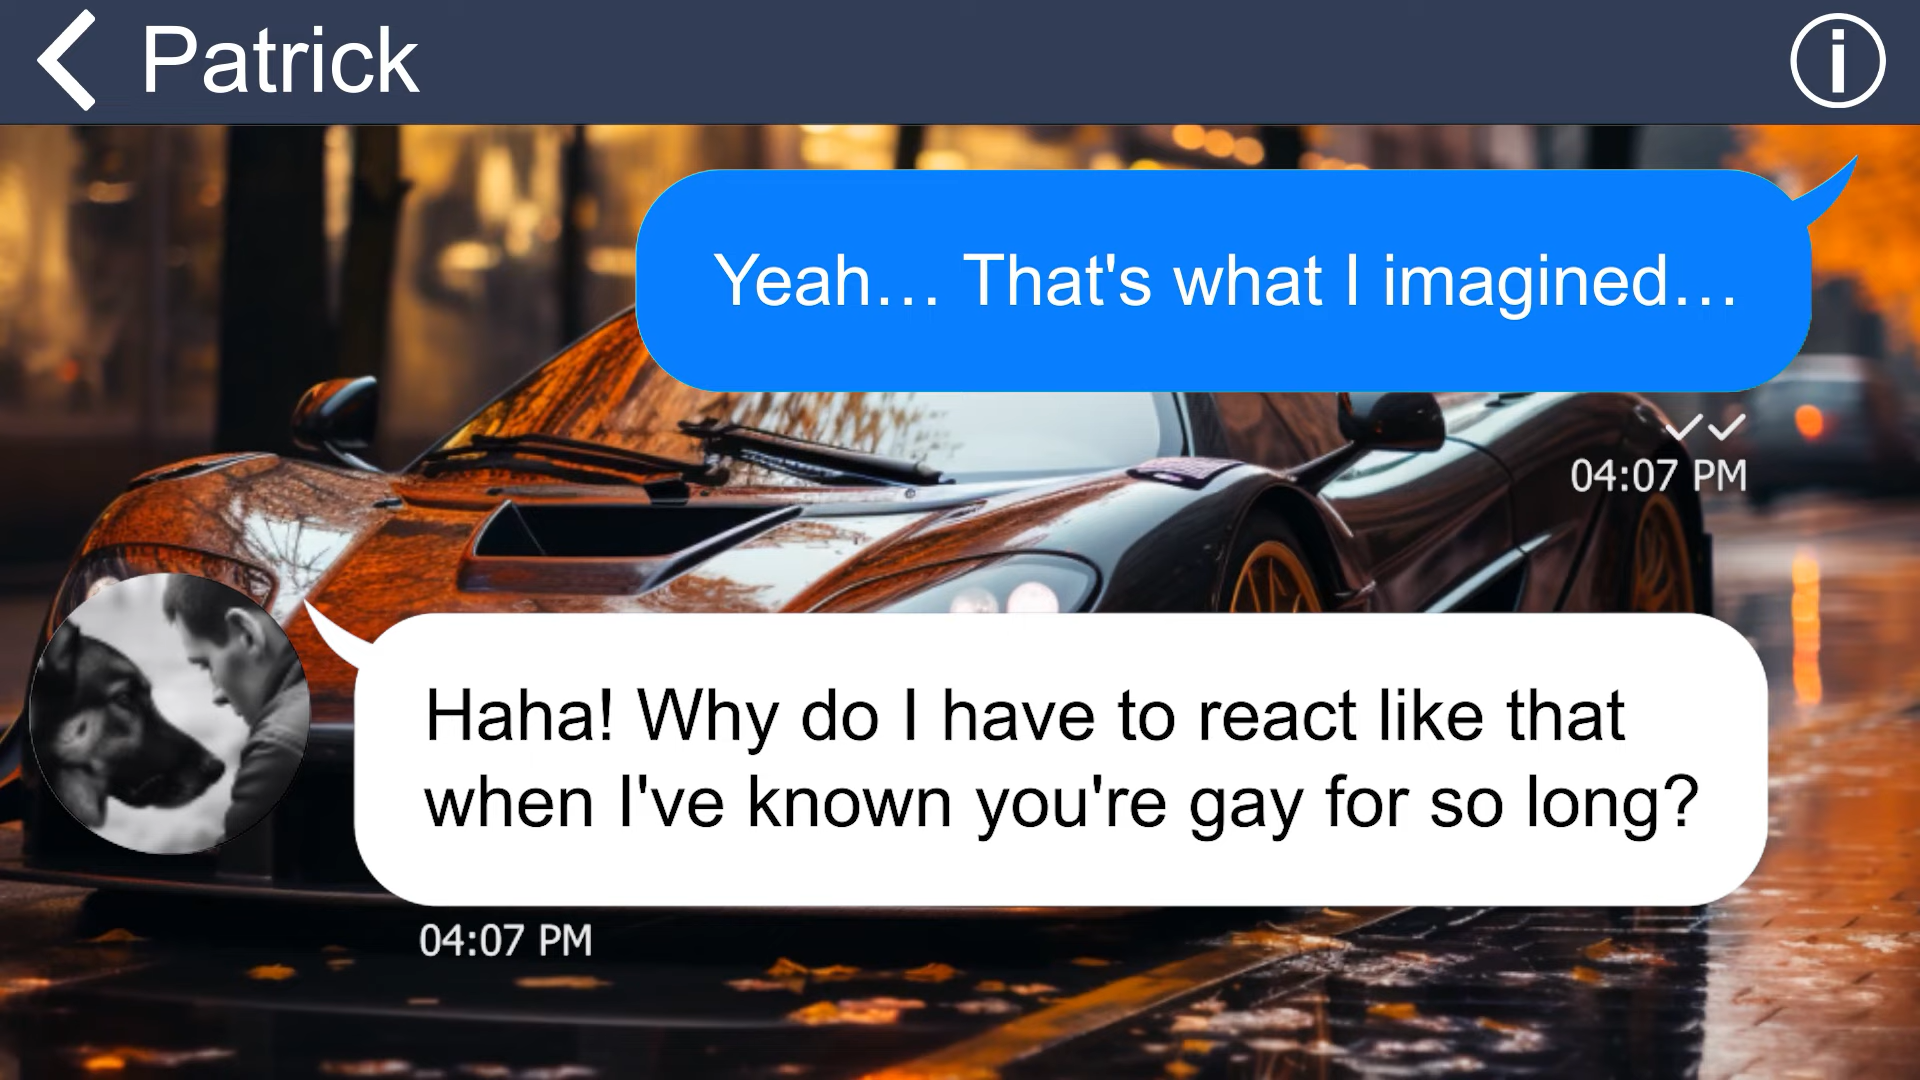 Patrick
Yeah… That's what I imagined…
04:07 PM
Haha! Why do I have to react like that
when I've known you're gay for so long?
04:07 PM